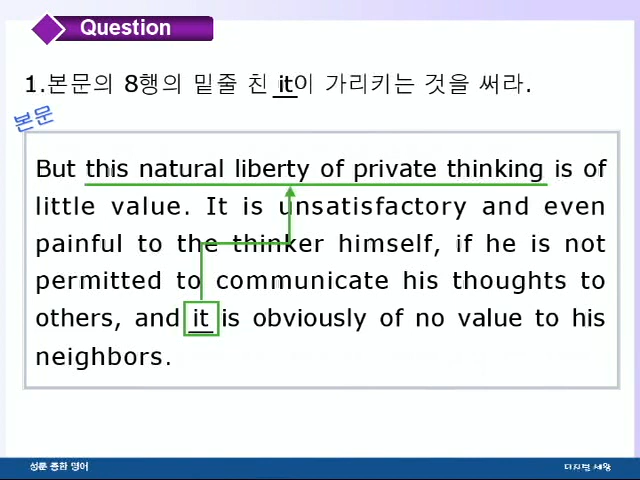 Question
1.본문의 8행의 밑줄 친 it이 가리키는 것을 써라.
본문
But this natural liberty of private thinking is of
little value. It is unsatisfactory and even
painful to the thinker himself, if he is not
permitted to communicate his thoughts to
others, and it is obviously of no value to his
neighbors.
성문 종합 영어
디지털 세상